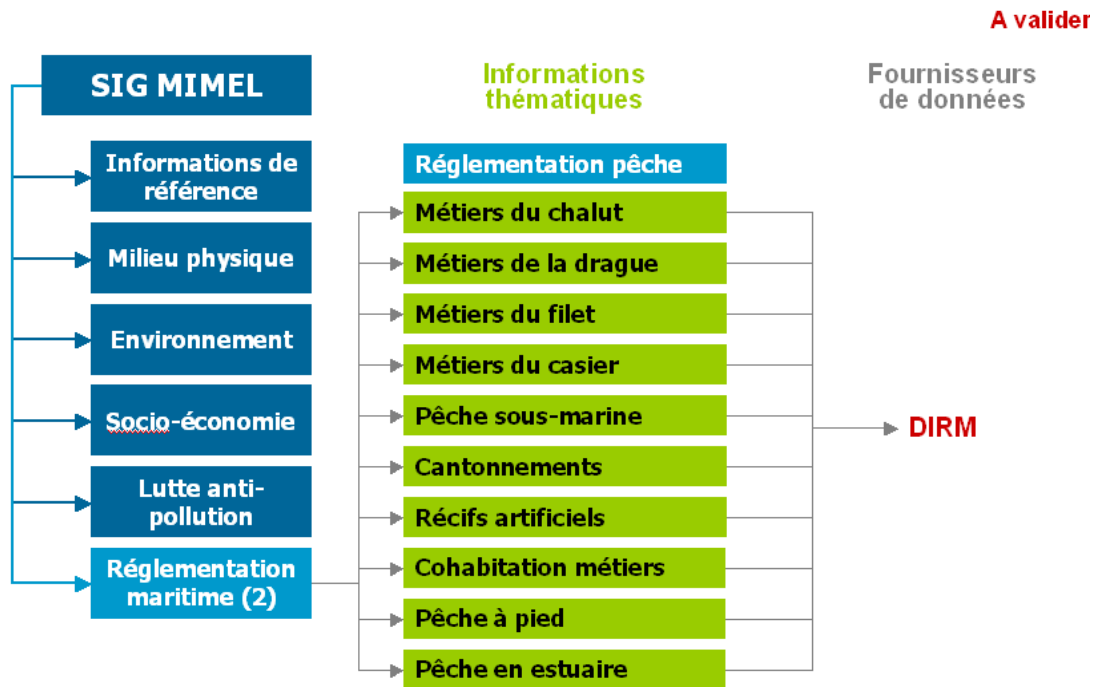 A valider
SIG MIMEL
Informations
thématiques
Fournisseurs
de données
Informations de
référence
Milieu physique
Environnement
Socio-économie
Lutte anti-
pollution
Réglementation
maritime (2)
Réglementation pêche
Métiers du chalut
Métiers de la drague
Métiers du filet
Métiers du casier
Pêche sous-marine
Cantonnements
Récifs artificiels
Cohabitation métiers
Pêche à pied
Pêche en estuaire
DIRM